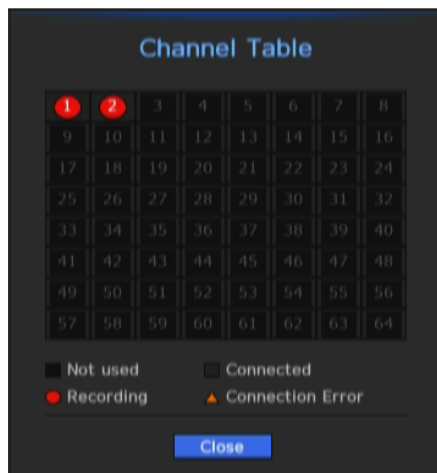 Channel Table
1 2 3 4 5 6 7 8
9 10 11 12 13 14 15 16
17 18 19 20 21 22 23 24
25 26 27 28 29 30 31 32
33 34 35 36 37 38 39 40
41 42 43 44 45 46 47 48
49 50 51 52 53 54 55 56
57 58 59 60 61 62 63 64
Not used Connected
Recording Connection Error
Close